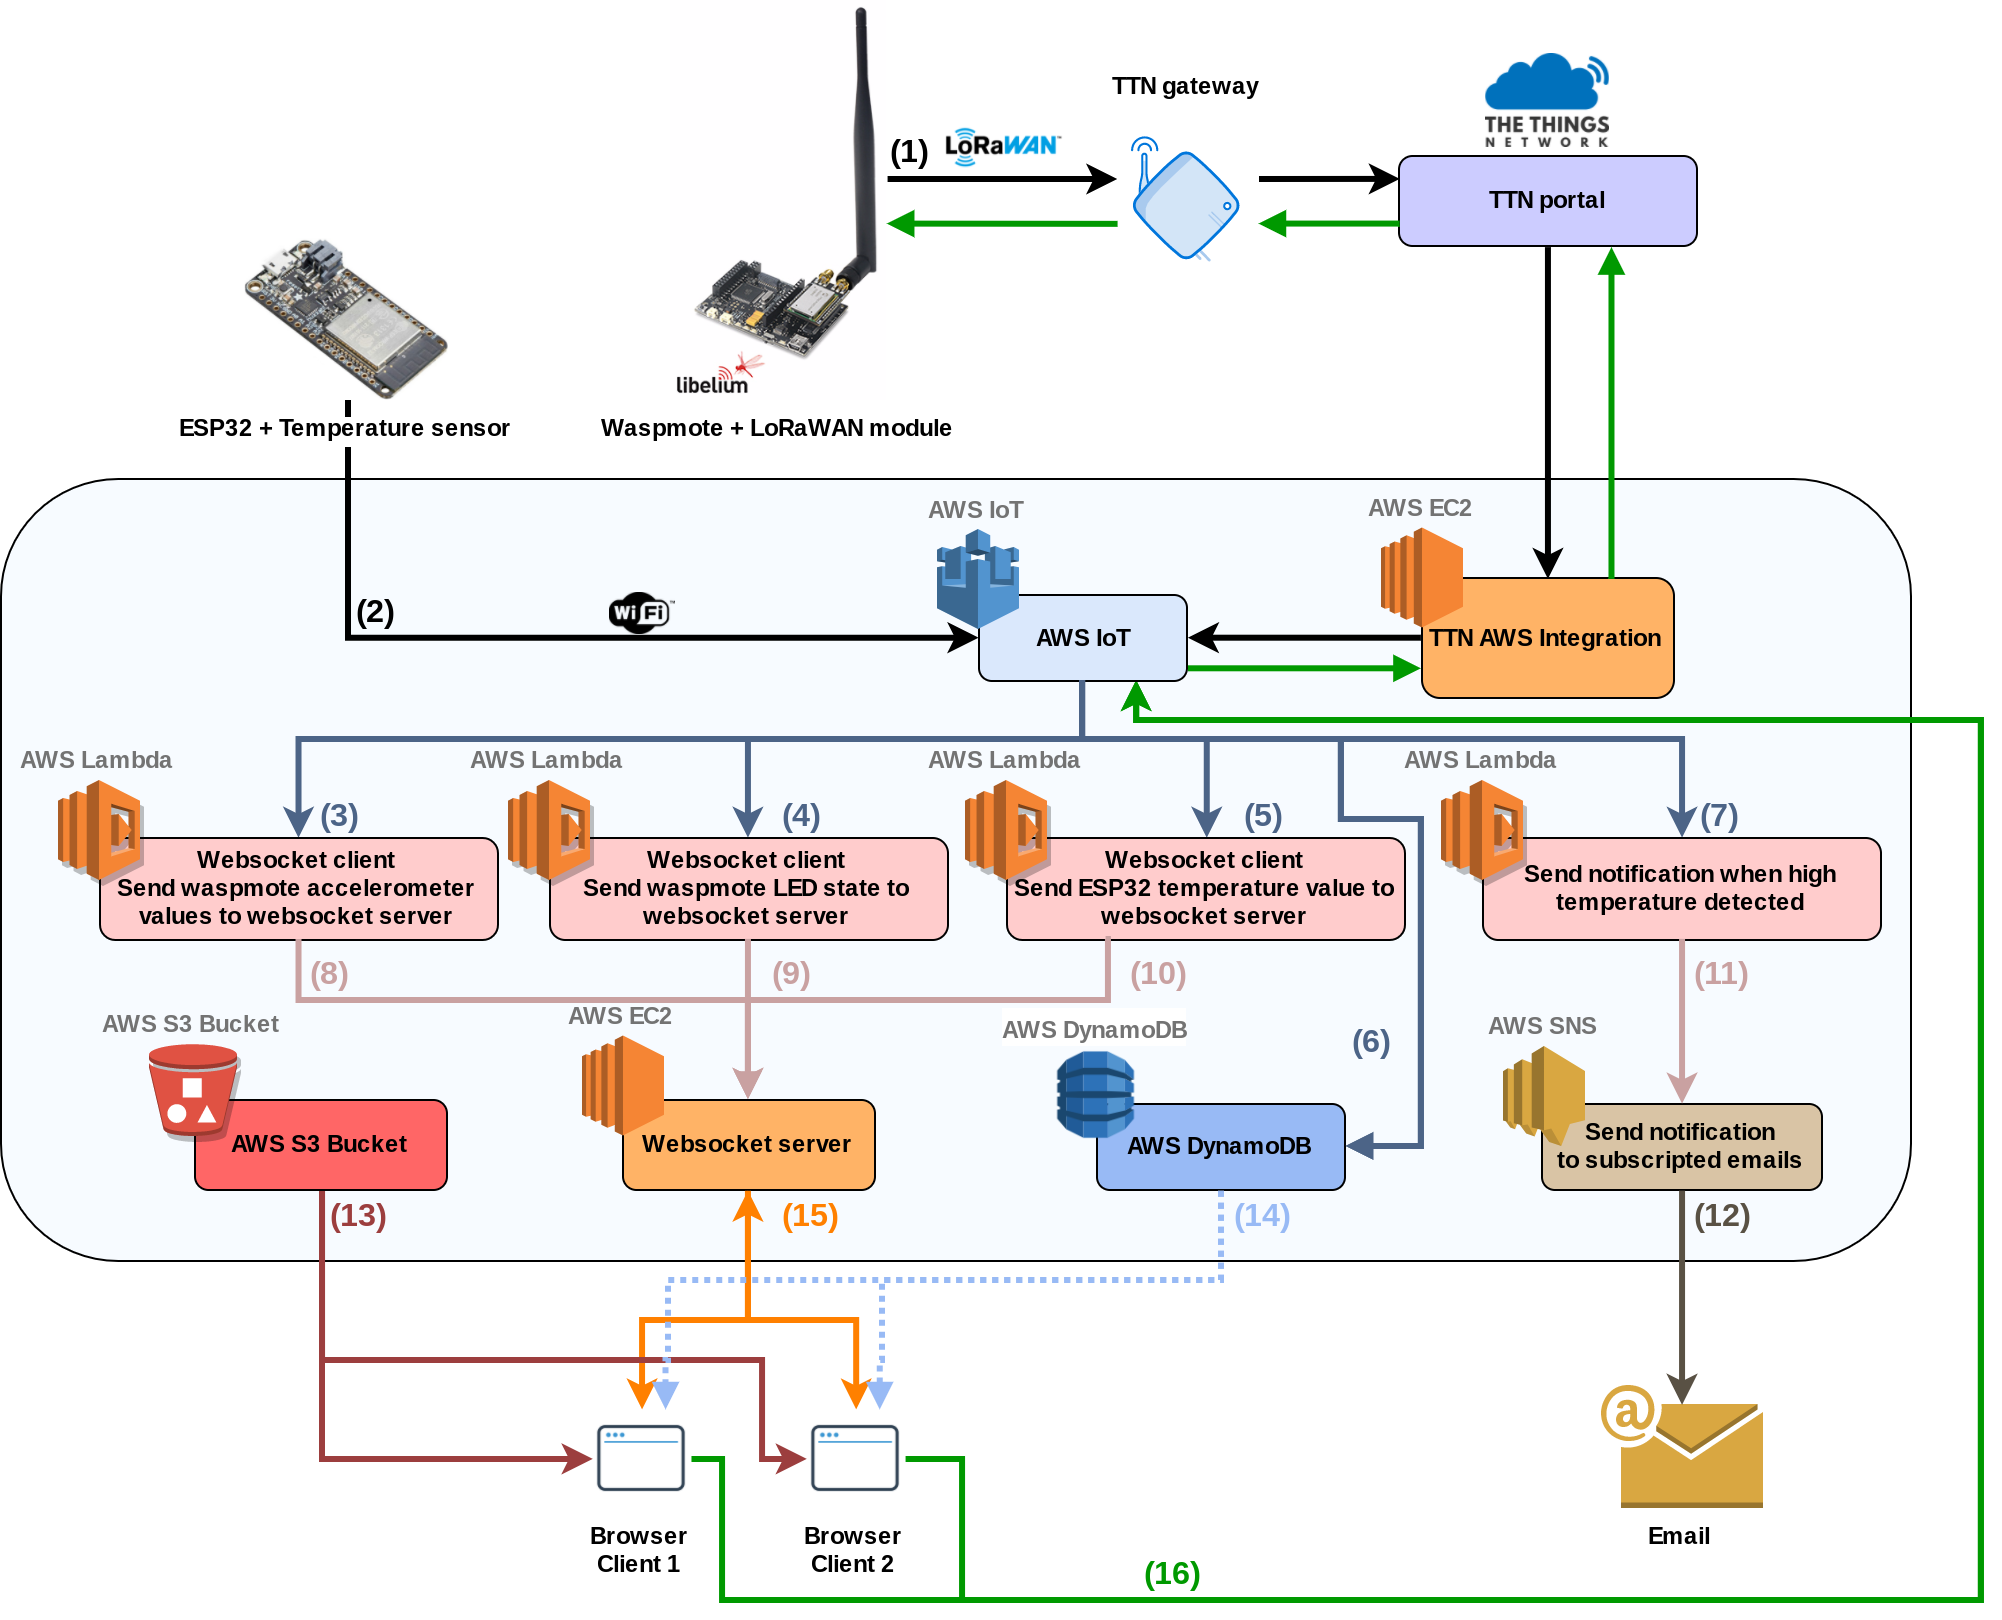 TTN gateway
THE THINGS
NETWORK
(1)
LoRaWAN™
TTN portal
libelium
ESP32 + Temperature sensor
Waspmote + LoRaWAN module
AWS IoT
AWS EC2
(2)
WiFi™
AWS IoT
TTN AWS Integration
AWS Lambda
AWS Lambda
AWS Lambda
AWS Lambda
(3)
(4)
(5)
(7)
Websocket client
Send waspmote accelerometer
values to websocket server
Websocket client
Send waspmote LED state to
websocket server
Websocket client
Send ESP32 temperature value to
websocket server
Send notification when high
temperature detected
(8)
(9)
(10)
(11)
AWS S3 Bucket
AWS EC2
AWS DynamoDB
(6)
AWS SNS
AWS S3 Bucket
Websocket server
AWS DynamoDB
Send notification
to subscripted emails
(13)
(15)
(14)
(12)
@
Browser
Client 1
Browser
Client 2
Email
(16)